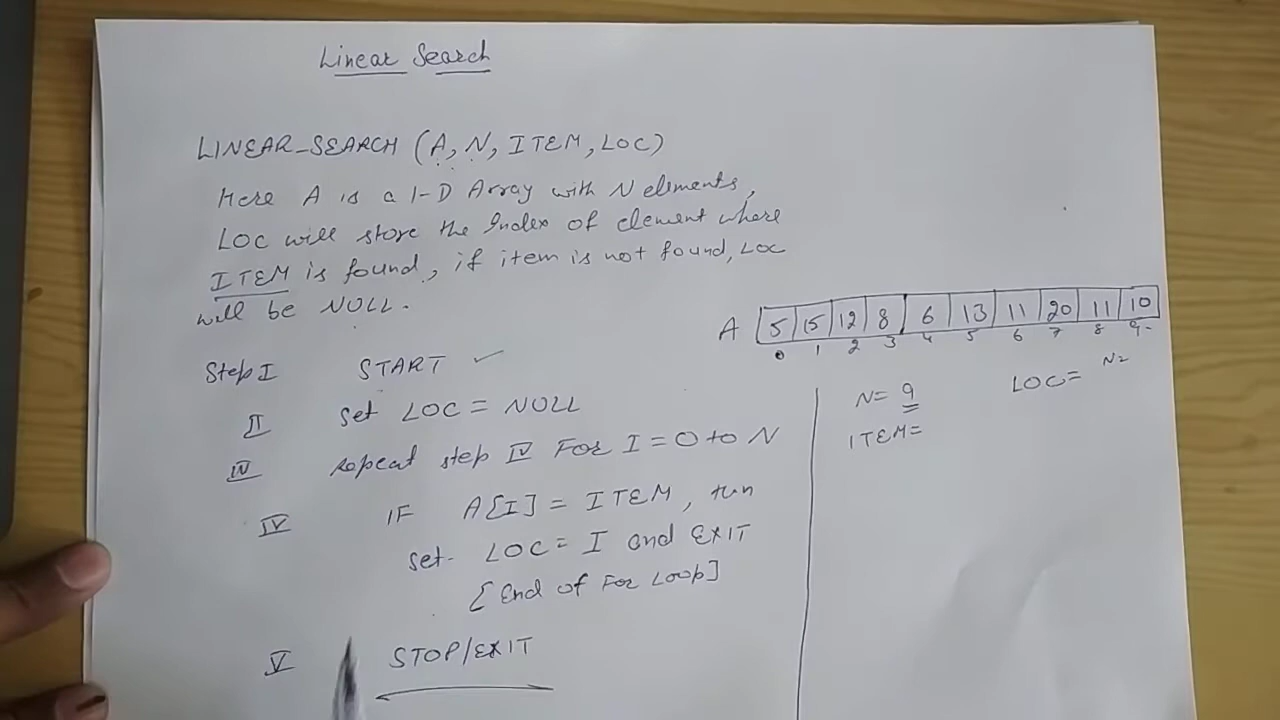 Linear Search
LINEAR_SEARCH (A, N, ITEM, LOC)
Here A is a 1-D Array with N elements,
LOC will store the Index of element where
ITEM is found, if item is not found, LOC
will be NULL.
Step I START ✓
II Set LOC = NULL
III repeat step IV For I = 0 to N
IV IF A[I] = ITEM, then
set LOC = I and EXIT
[End of For Loop]
V STOP/EXIT
A 5 15 12 8 6 13 11 20 11 10
0 1 2 3 4 5 6 7 8 9
N = 9 LOC = N=
ITEM =